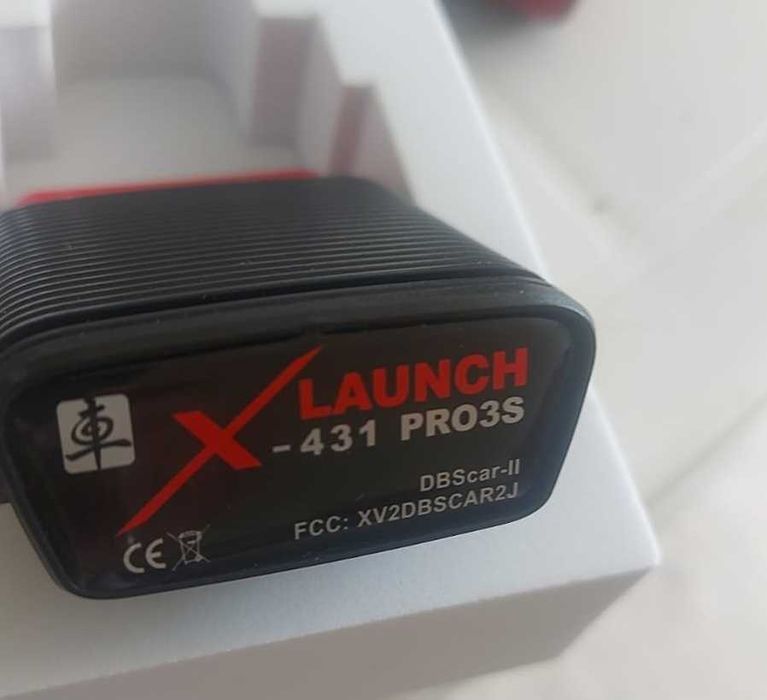 車
X
LAUNCH
-431 PRO3S
DBScar-II
FCC: XV2DBSCAR2J
CE